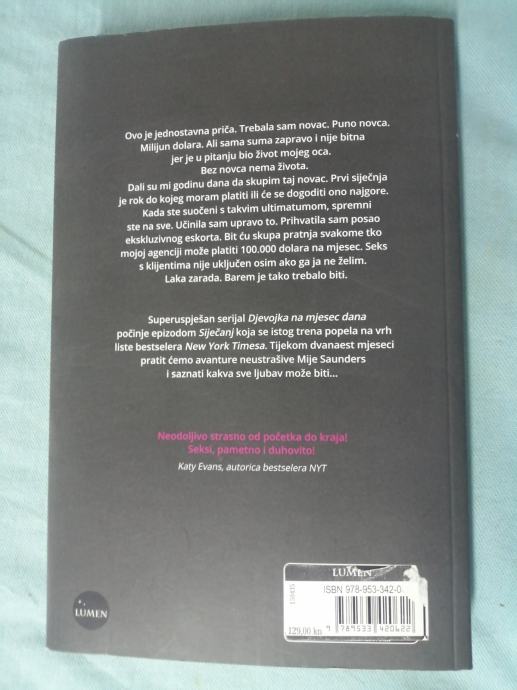 Ovo je jednostavna priča. Trebala sam novac. Puno novca.
Milijun dolara. Ali sama suma zapravo i nije bitna
jer je u pitanju bio život mojeg oca.
Bez novca nema života.
Dali su mi godinu dana da skupim taj novac. Prvi siječnja
je rok do kojeg moram platiti ili će se dogoditi ono najgore.
Kada ste suočeni s takvim ultimatumom, spremni
ste na sve. Učinila sam upravo to. Prihvatila sam posao
ekskluzivnog eskorta. Bit ću skupa pratnja svakome tko
mojoj agenciji može platiti 100.000 dolara na mjesec. Seks
s klijentima nije uključen osim ako ga ja ne želim.
Laka zarada. Barem je tako trebalo biti.
Superuspješan serijal Djevojka na mjesec dana
počinje epizodom Siječanj koja se istog trena popela na vrh
liste bestselera New York Timesa. Tijekom dvanaest mjeseci
pratit ćemo avanture neustrašive Mije Saunders
i saznati kakva sve ljubav može biti...
Neodoljivo strasno od početka do kraja!
Seksi, pametno i duhovito!
Katy Evans, autorica bestselera NYT
LUMEN
LUMEN
ISBN 978-953-342-0
129,00 kn
9 789533 420622